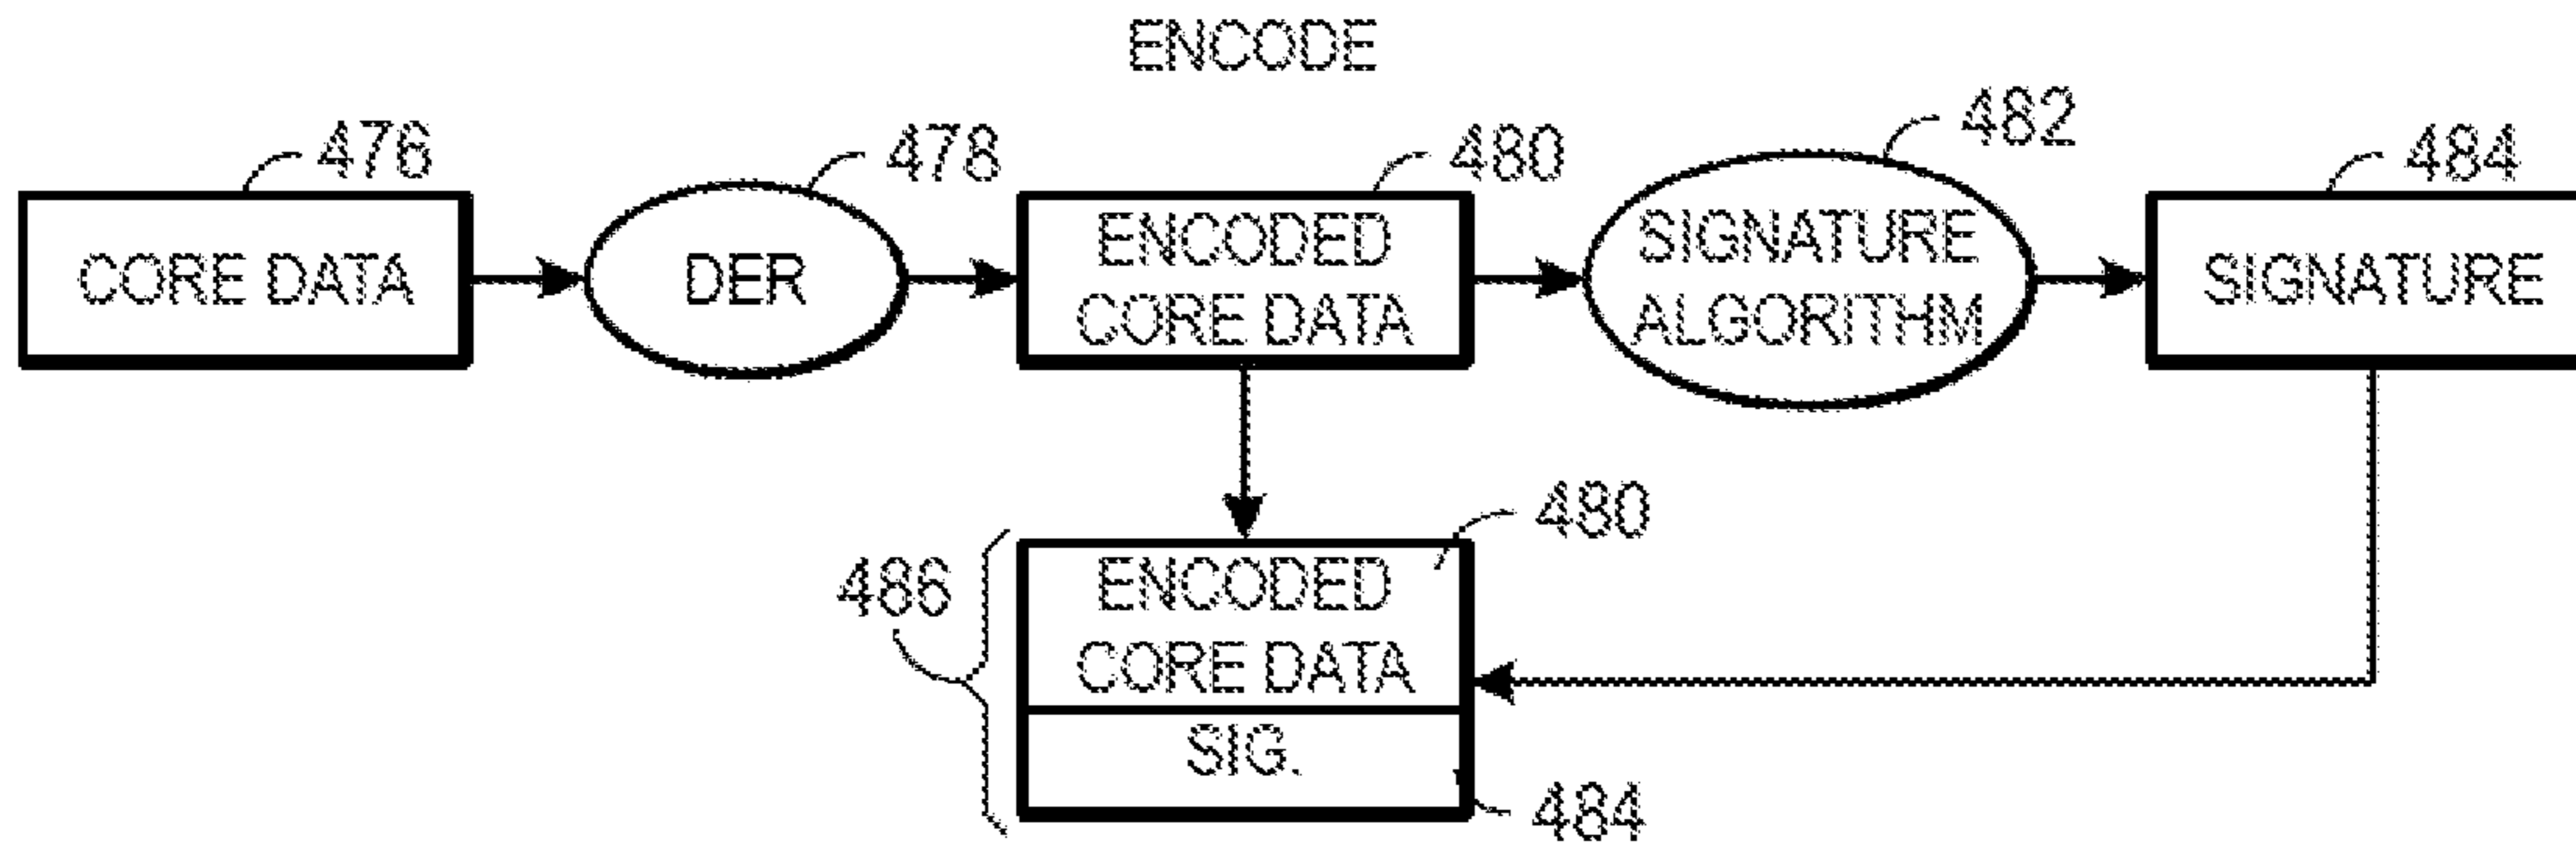 ENCODE
476
478
480
482
484
CORE DATA
DER
ENCODED
CORE DATA
SIGNATURE
ALGORITHM
SIGNATURE
480
486
ENCODED
CORE DATA
SIG.
484